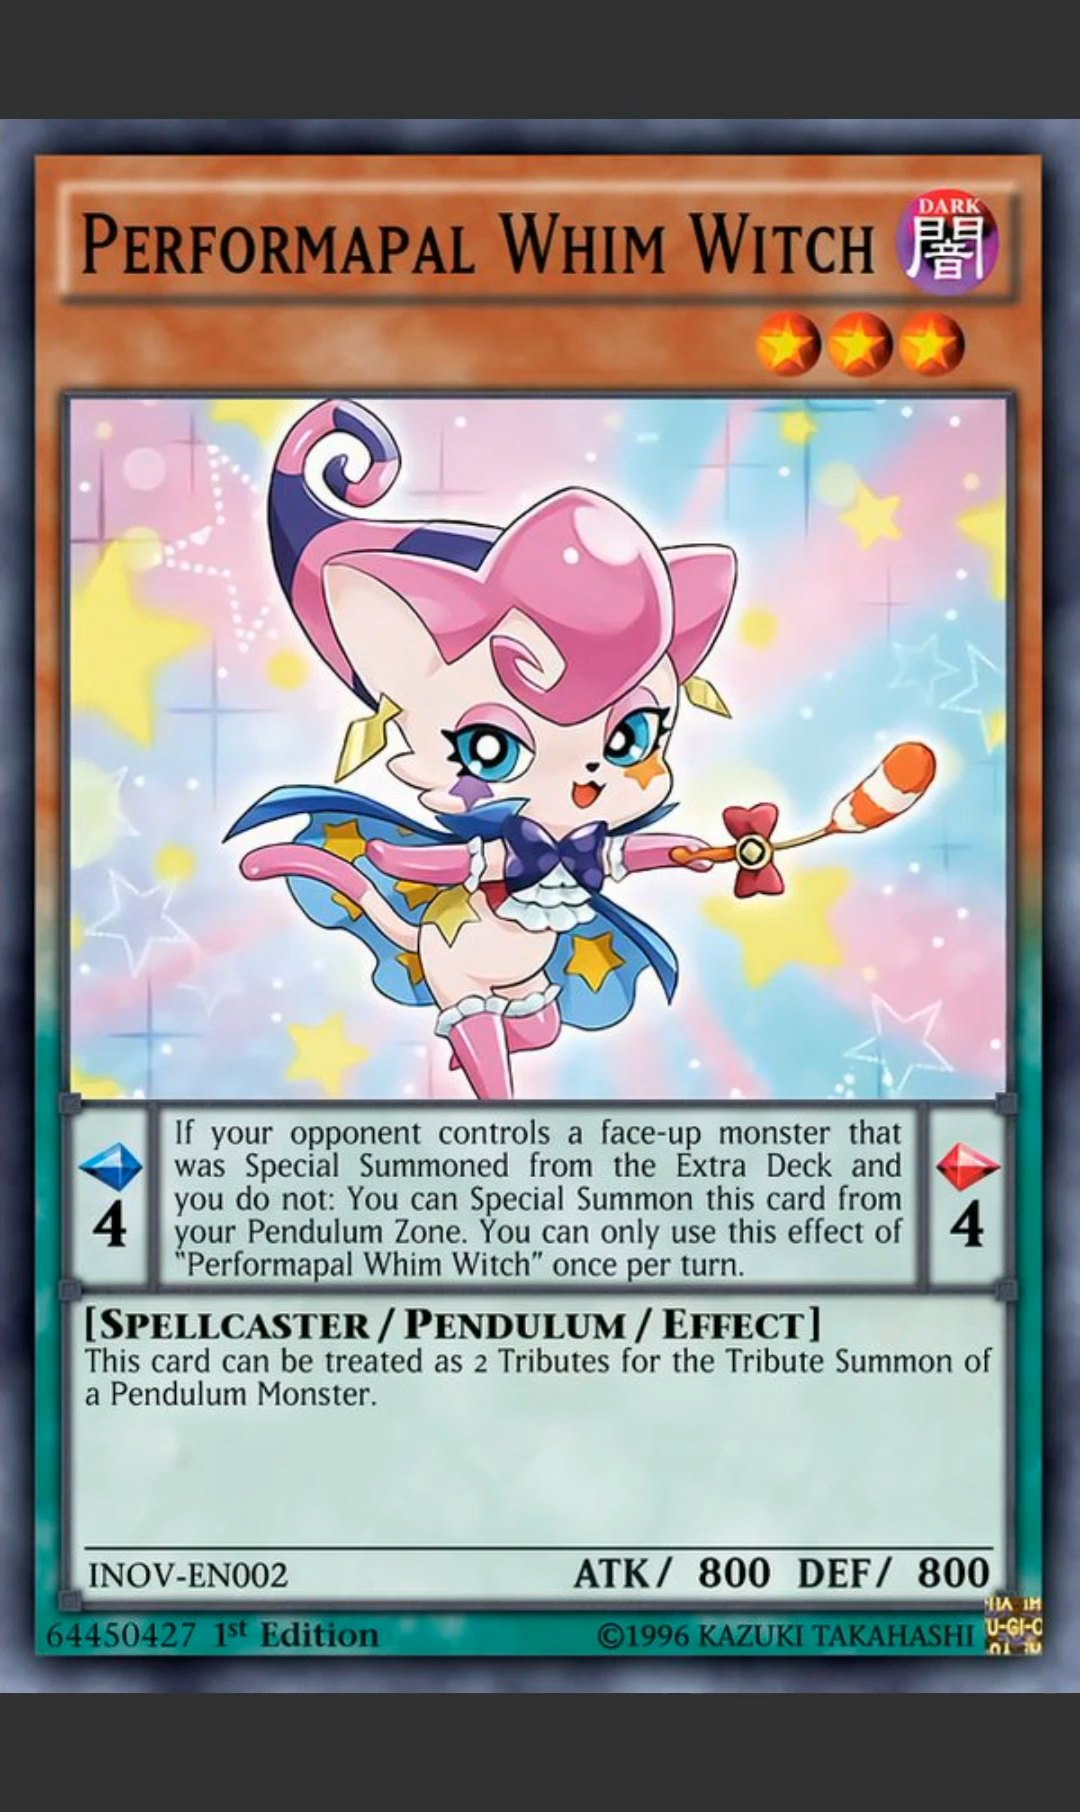 PERFORMAPAL WHIM WITCH
DARK
闇
If your opponent controls a face-up monster that
was Special Summoned from the Extra Deck and
you do not: You can Special Summon this card from
your Pendulum Zone. You can only use this effect of
"Performapal Whim Witch" once per turn.
4
4
[SPELLCASTER / PENDULUM / EFFECT]
This card can be treated as 2 Tributes for the Tribute Summon of
a Pendulum Monster.
INOV-EN002
ATK/ 800 DEF/ 800
64450427 1st Edition
©1996 KAZUKI TAKAHASHI
U-GI-O